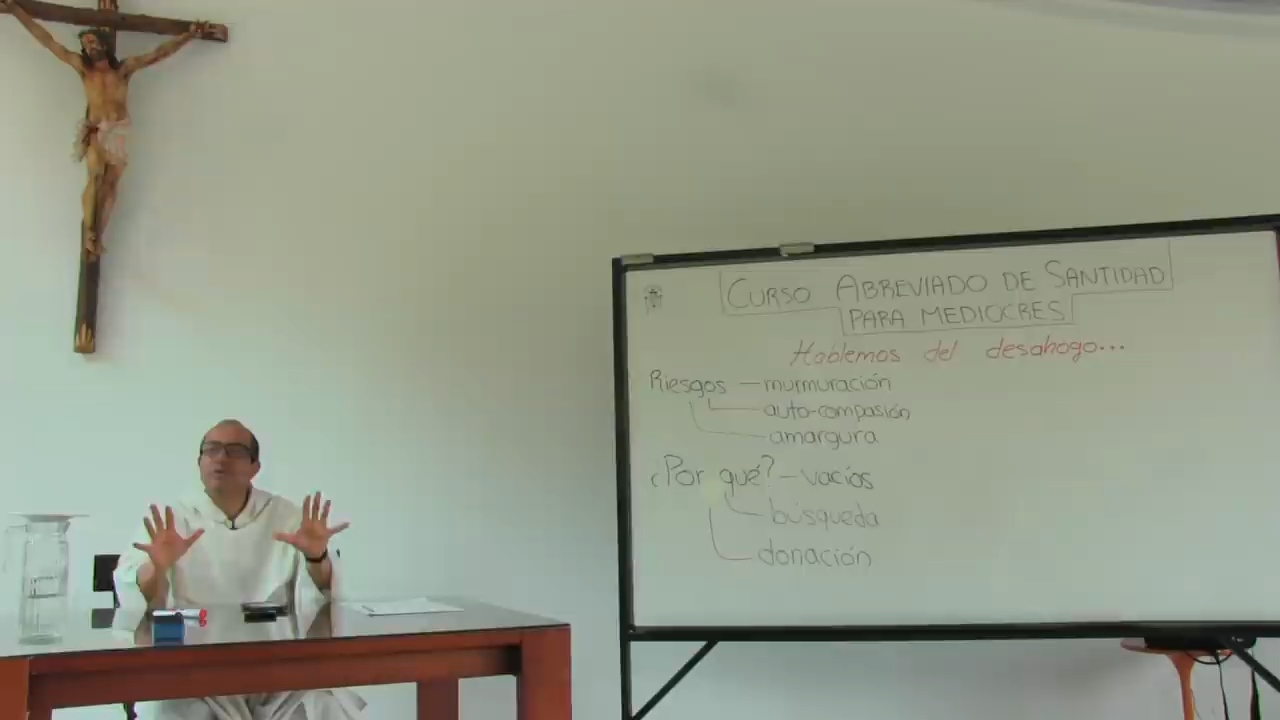 CURSO ABREVIADO DE SANTIDAD
PARA MEDIOCRES
Hablemos del desahogo...
Riesgos — murmuración
auto-compasión
amargura
¿Por qué? — vacíos
búsqueda
donación